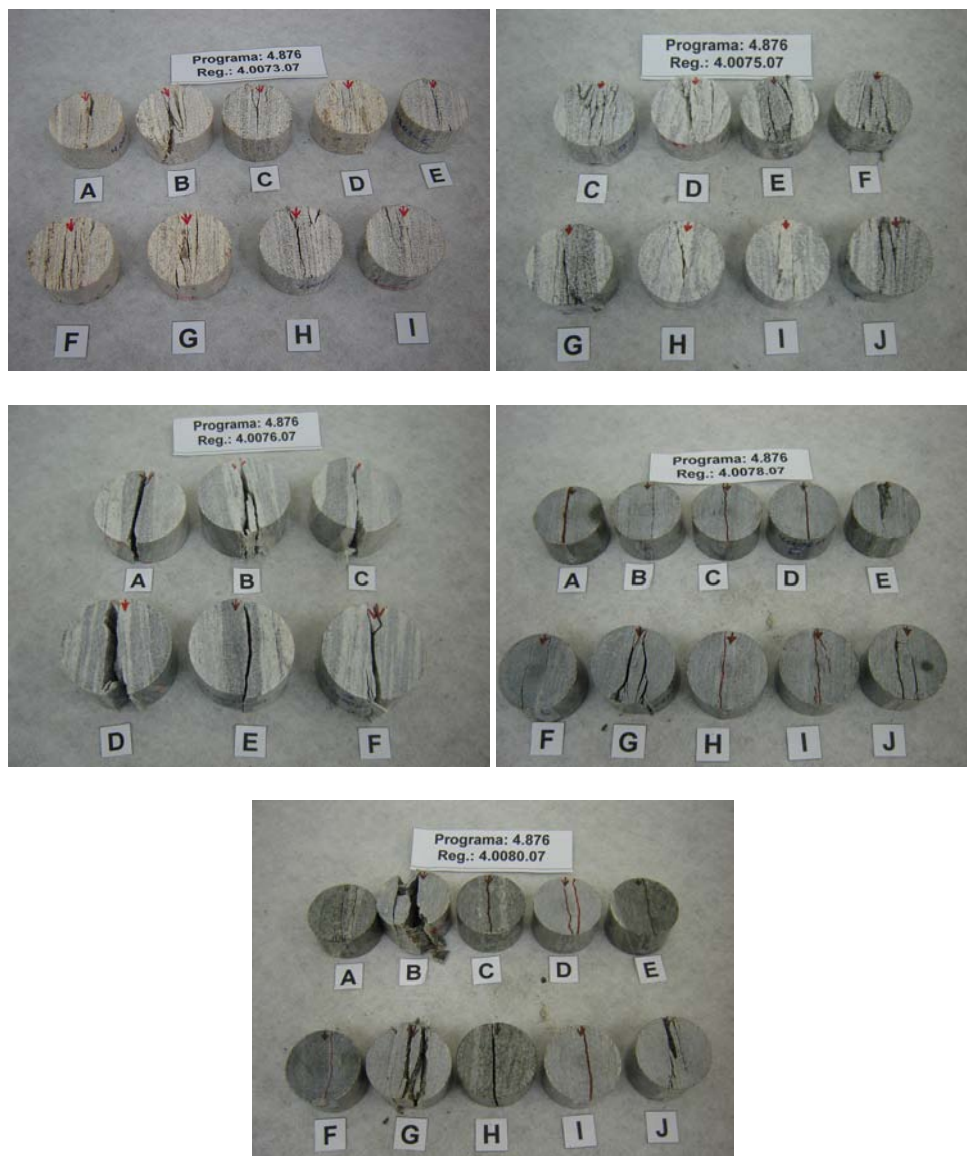 Programa: 4.876
Reg.: 4.0073.07
A B C D E
F G H I
Programa: 4.876
Reg.: 4.0075.07
C D E F
G H I J
Programa: 4.876
Reg.: 4.0076.07
A B C
D E F
Programa: 4.876
Reg.: 4.0078.07
A B C D E
F G H I J
Programa: 4.876
Reg.: 4.0080.07
A B C D E
F G H I J